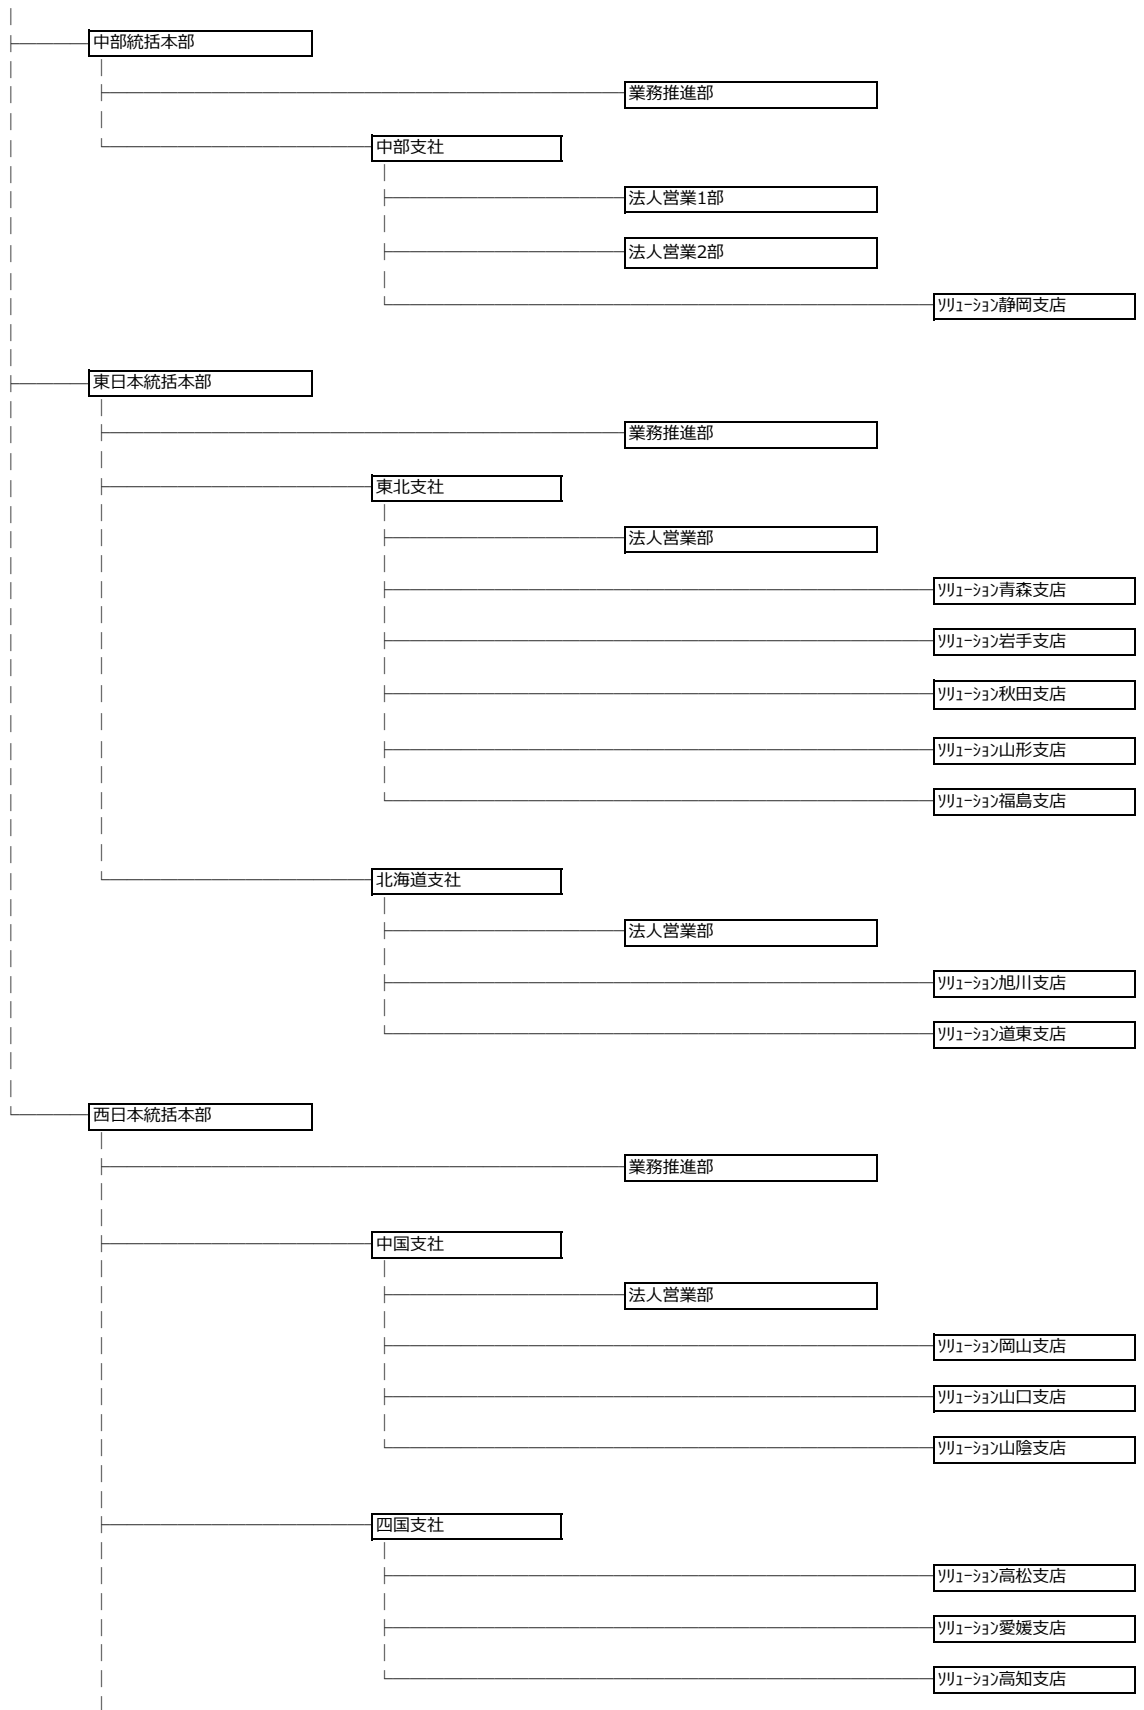 中部統括本部
業務推進部
中部支社
法人営業1部
法人営業2部
ｿﾘｭｰｼｮﾝ静岡支店
東日本統括本部
業務推進部
東北支社
法人営業部
ｿﾘｭｰｼｮﾝ青森支店
ｿﾘｭｰｼｮﾝ岩手支店
ｿﾘｭｰｼｮﾝ秋田支店
ｿﾘｭｰｼｮﾝ山形支店
ｿﾘｭｰｼｮﾝ福島支店
北海道支社
法人営業部
ｿﾘｭｰｼｮﾝ旭川支店
ｿﾘｭｰｼｮﾝ道東支店
西日本統括本部
業務推進部
中国支社
法人営業部
ｿﾘｭｰｼｮﾝ岡山支店
ｿﾘｭｰｼｮﾝ山口支店
ｿﾘｭｰｼｮﾝ山陰支店
四国支社
ｿﾘｭｰｼｮﾝ高松支店
ｿﾘｭｰｼｮﾝ愛媛支店
ｿﾘｭｰｼｮﾝ高知支店